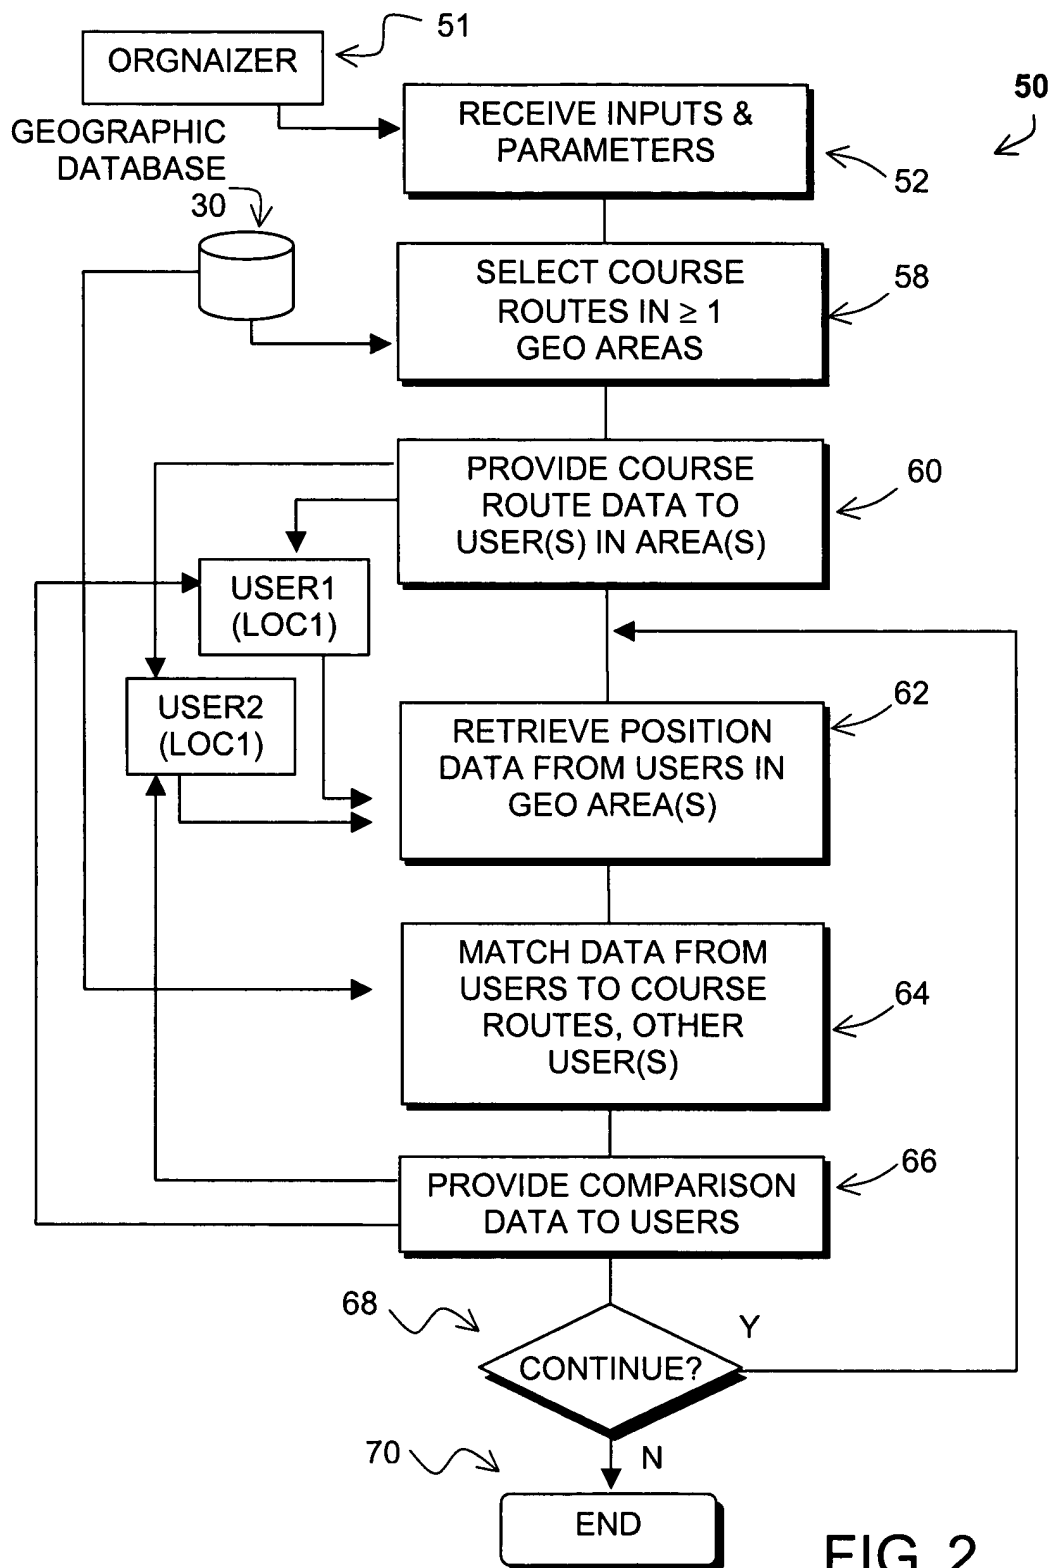 51
ORGNAIZER
50
RECEIVE INPUTS &
PARAMETERS
52
GEOGRAPHIC
DATABASE
30
SELECT COURSE
ROUTES IN ≥ 1
GEO AREAS
58
PROVIDE COURSE
ROUTE DATA TO
USER(S) IN AREA(S)
60
USER1
(LOC1)
USER2
(LOC1)
RETRIEVE POSITION
DATA FROM USERS IN
GEO AREA(S)
62
MATCH DATA FROM
USERS TO COURSE
ROUTES, OTHER
USER(S)
64
PROVIDE COMPARISON
DATA TO USERS
66
68
CONTINUE?
Y
N
70
END
FIG. 2